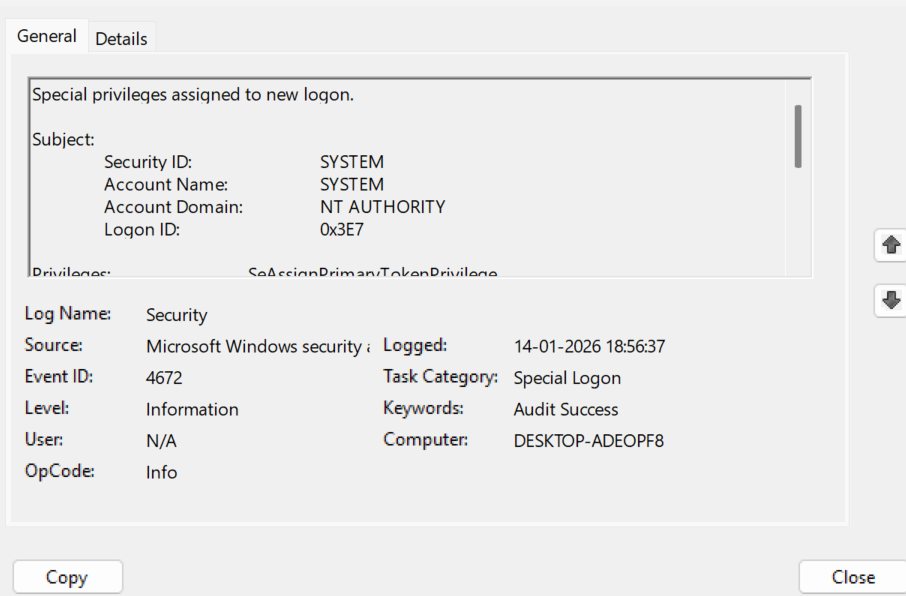 General
Details
Special privileges assigned to new logon.
Subject:
Security ID: SYSTEM
Account Name: SYSTEM
Account Domain: NT AUTHORITY
Logon ID: 0x3E7
Privileges: SeAssignPrimaryTokenPrivilege
Log Name: Security
Source: Microsoft Windows security a Logged: 14-01-2026 18:56:37
Event ID: 4672 Task Category: Special Logon
Level: Information Keywords: Audit Success
User: N/A Computer: DESKTOP-ADEOPF8
OpCode: Info
Copy
Close